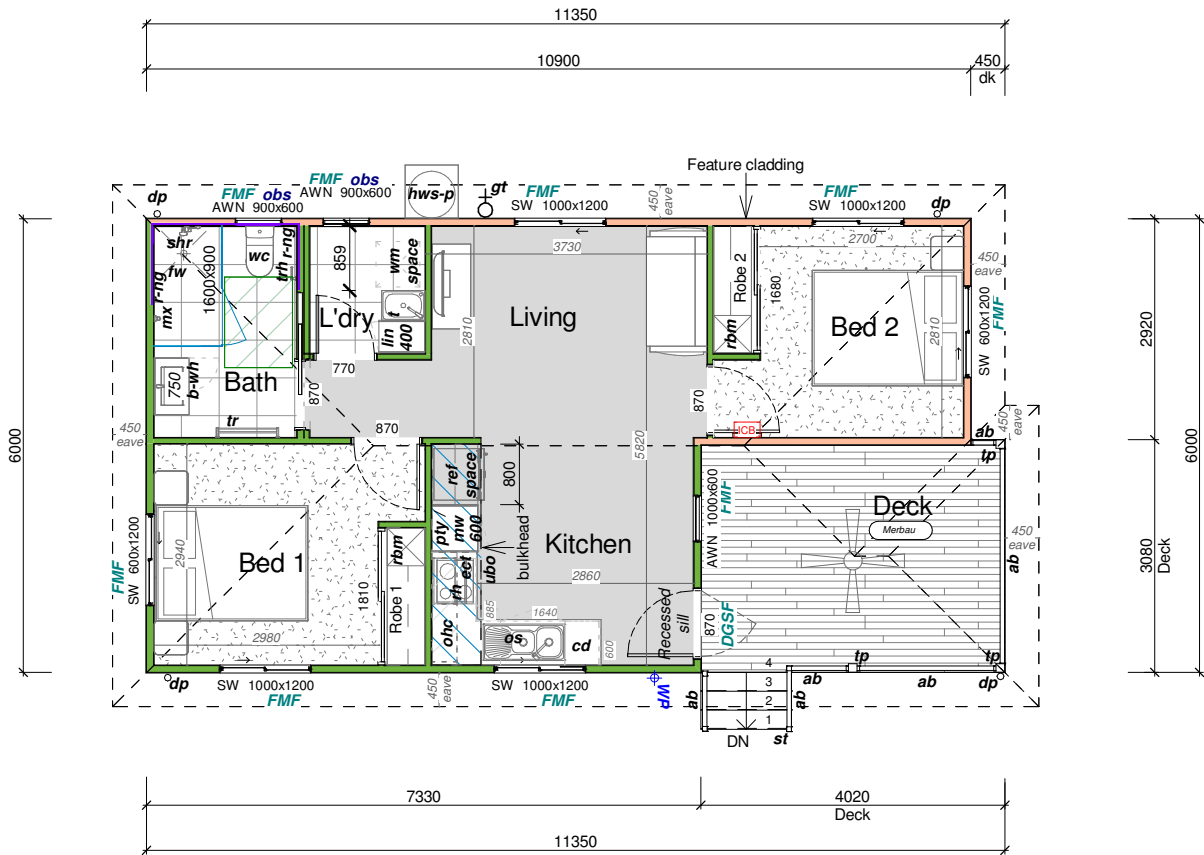 11350
10900
450
dk
Feature cladding
FMF obs
AWN 900x600
FMF obs
AWN 900x600
hws-p
gt
SW 1000x1200
450
eave
FMF
SW 1000x1200
dp
dp
shr
fw
r-ng
mx
1600x900
wc
trh r-ng
859
wm
space
t
L'dry
lin
400
3730
2810
Living
Robe 2
1680
rbm
2700
Bed 2
2810
450
eave
SW 600x1200
FMF
6000
2920
6000
3080
Deck
750
b-wh
Bath
tr
870
770
870
870
ICB
450
eave
450
eave
ab
tp
5820
ref
space
800
pty
mw
600
bulkhead
Kitchen
2860
AWN 1000x600
FMF
Deck
Merbau
450
eave
ab
FMF
SW 600x1200
2940
Bed 1
2980
1810
rbm
Robe 1
rh
ect
ubo
885
1640
ohc
os
cd
600
Recessed
sill
870
DGSF
4
3
2
1
tp
tp
ab
ab
dp
ab
ab
DN
st
dp
SW 1000x1200
FMF
450
eave
SW 1000x1200
FMF
WP
7330
4020
Deck
11350